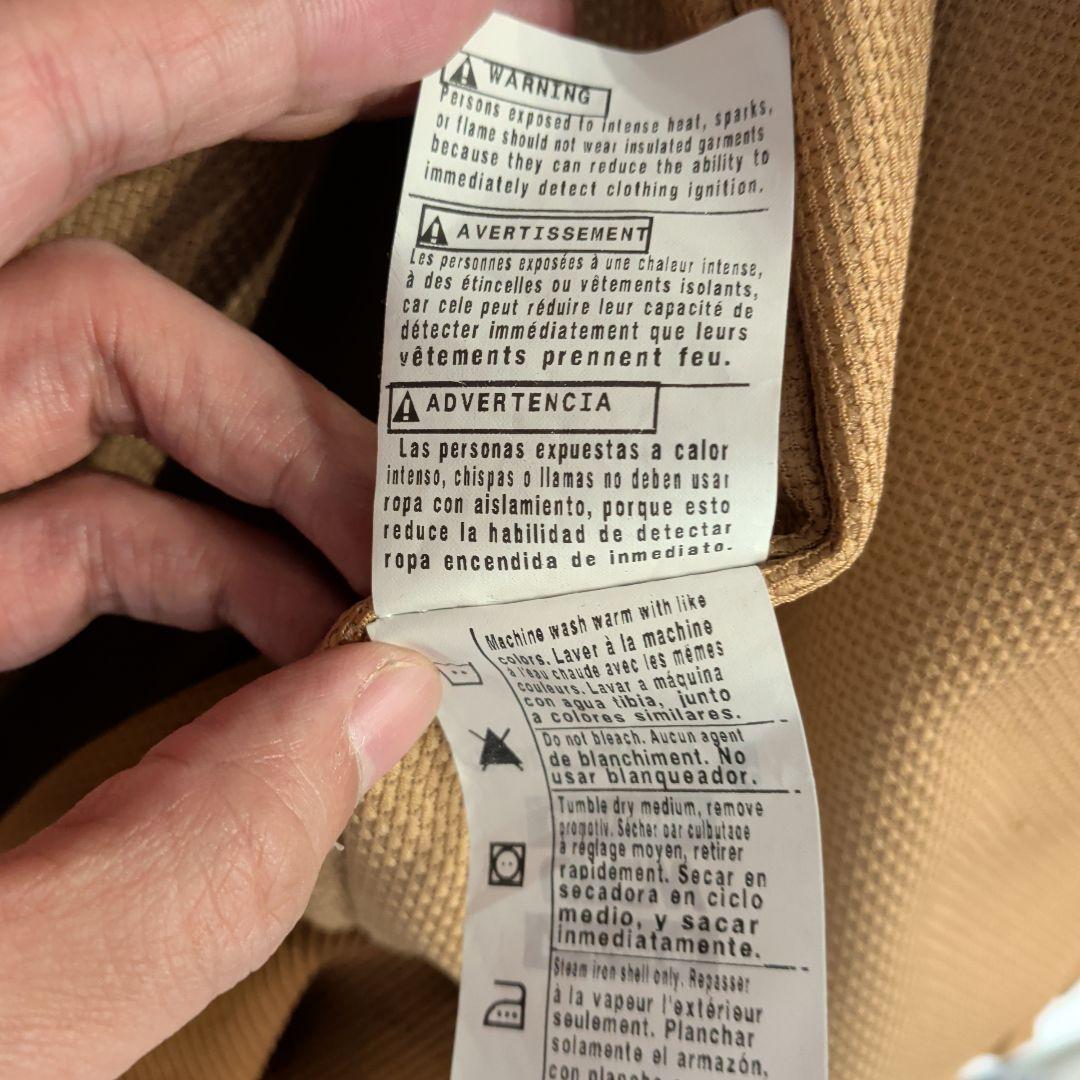 WARNING
Persons exposed to intense heat, sparks,
or flame should not wear insulated garments
because they can reduce the ability to
immediately detect clothing ignition.
AVERTISSEMENT
Les personnes exposées à une chaleur intense,
à des étincelles ou vêtements isolants,
car cele peut réduire leur capacité de
détecter immédiatement que leurs
vêtements prennent feu.
ADVERTENCIA
Las personas expuestas a calor
intenso, chispas o llamas no deben usar
ropa con aislamiento, porque esto
reduce la habilidad de detectar
ropa encendida de inmediato.
Machine wash warm with like
colors. Laver à la machine
à l'eau chaude avec les mémes
couleurs. Lavar a máquina
con agua tibia, junto
a colores similares.
Do not bleach. Aucun agent
de blanchiment. No
usar blanqueador.
Tumble dry medium, remove
promptiv. Sécher par culbutage
à réglage moyen, retirer
rapidement. Secar en
secadora en ciclo
medio, y sacar
inmediatamente.
Steam iron shell only. Repasser
à la vapeur l'extérieur
seulement. Planchar
solamente el armazón,
con